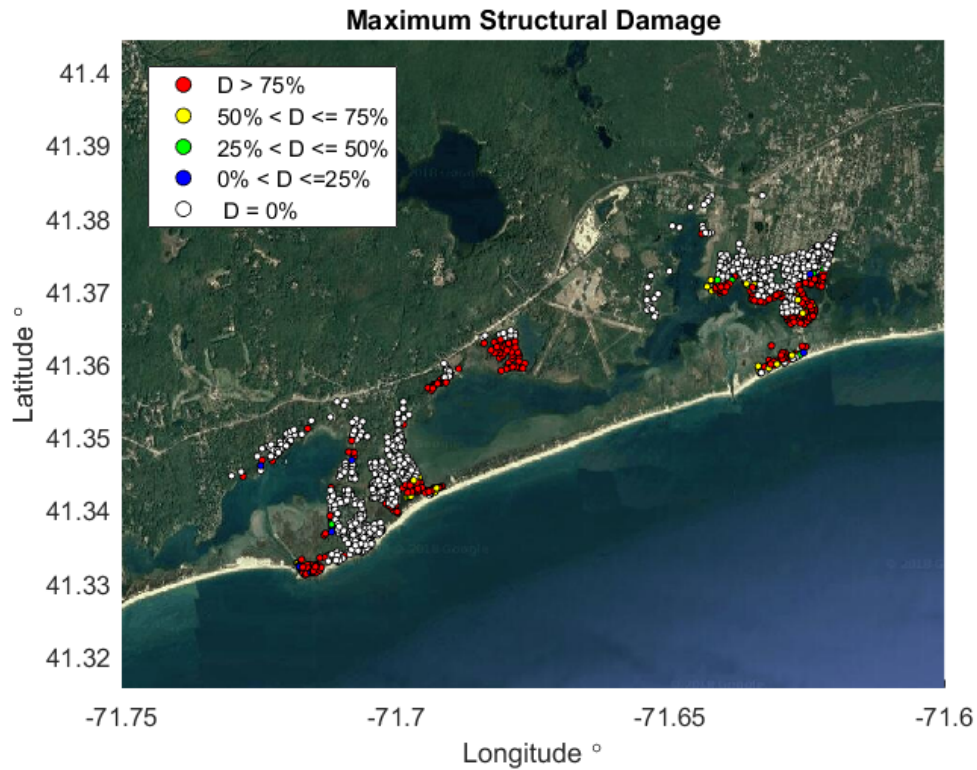 Maximum Structural Damage
41.4
41.39
41.38
41.37
41.36
41.35
41.34
41.33
41.32
Latitude °
D > 75%
50% < D <= 75%
25% < D <= 50%
0% < D <=25%
D = 0%
-71.75
-71.7
-71.65
-71.6
Longitude °